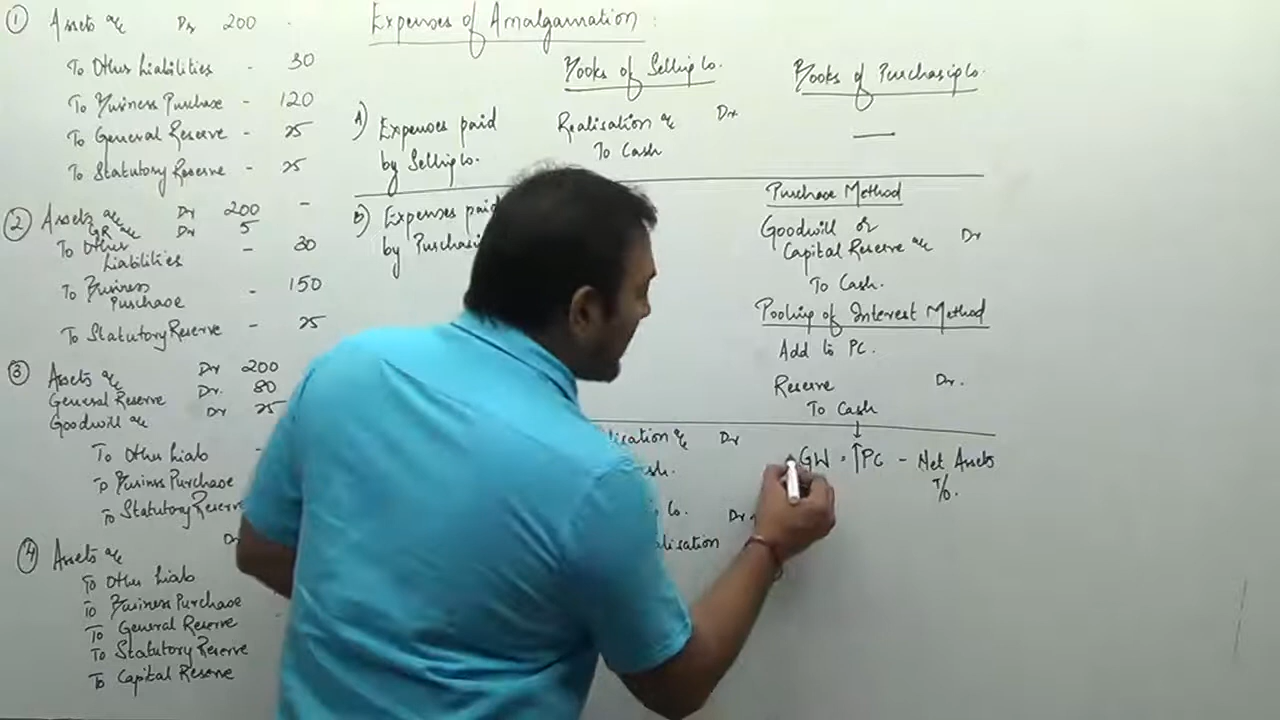 ① Assets a/c Dr 200
To Other Liabilities - 30
To Business Purchase - 120
To General Reserve - 25
To Statutory Reserve - 25
② Assets a/c Dr 200 -
GR a/c Dr 5
To Other Liabilities - 30
To Business Purchase - 150
To Statutory Reserve - 25
③ Assets a/c Dr 200
General Reserve Dr. 80
Goodwill a/c Dr 25
To Other Liab
To Business Purchase
To Statutory Reserve
④ Assets a/c
To Other Liab
To Business Purchase
To General Reserve
To Statutory Reserve
To Capital Reserve
Expenses of Amalgamation :
Books of Selling Co.
Books of Purchasing Co.
A) Expenses paid by Selling Co.
Realisation a/c Dr
To Cash
—
B) Expenses paid by
Purchase Method
Goodwill or
Capital Reserve a/c Dr
To Cash.
Pooling of Interest Method
Add to PC.
Reserve Dr.
To Cash
Dr
GW = ↑PC - Net Assets
T/o.
Co. Dr